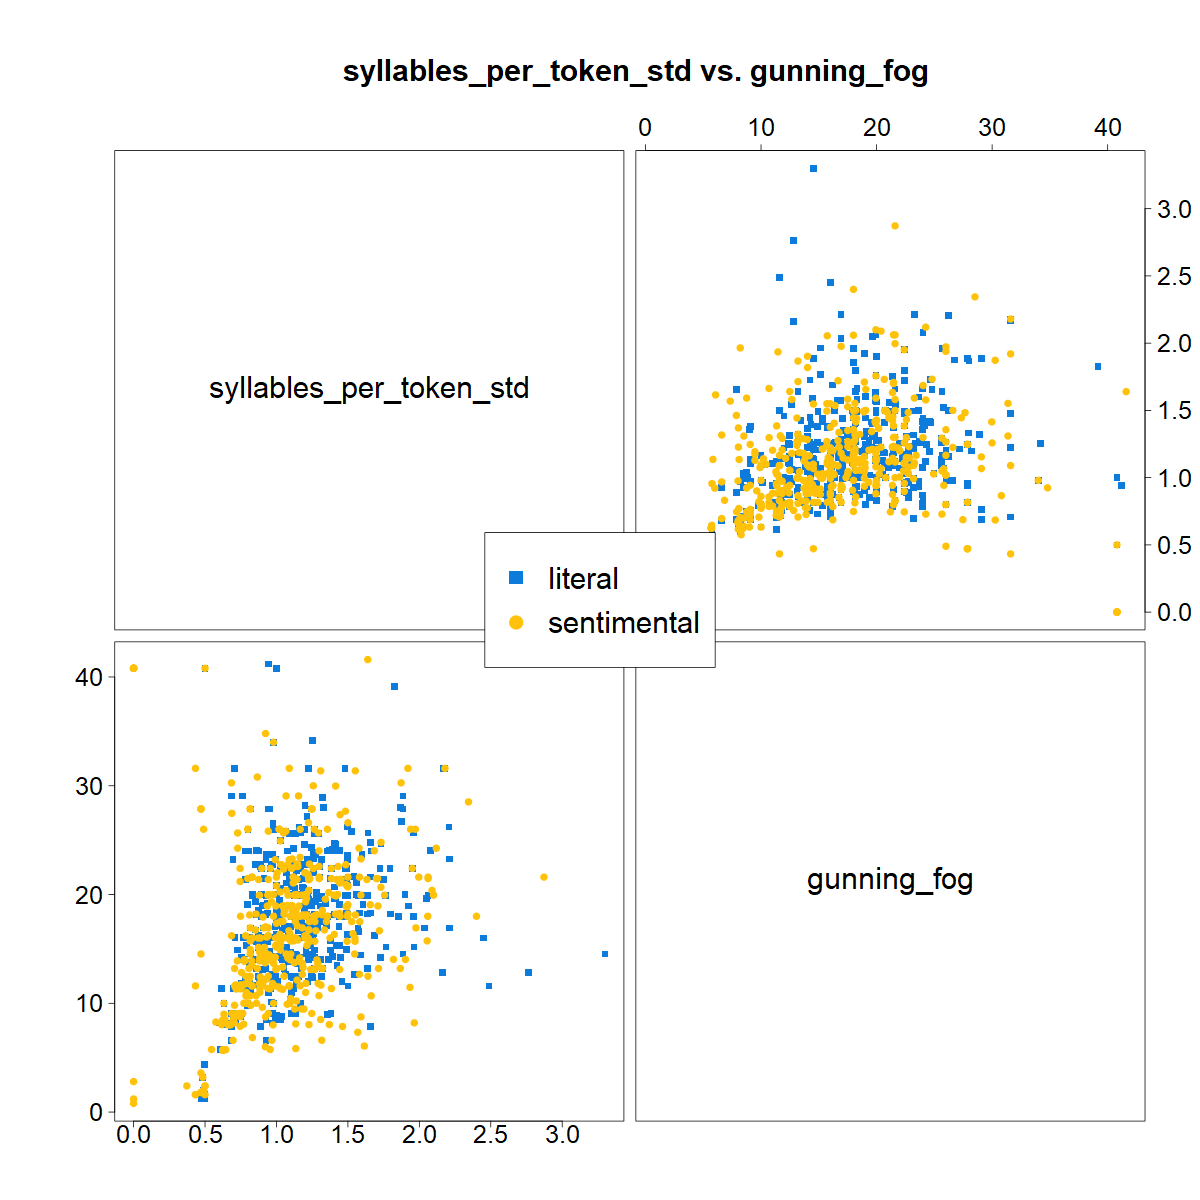 syllables_per_token_std vs. gunning_fog
0 10 20 30 40
3.0
2.5
2.0
syllables_per_token_std
1.5
1.0
0.5
literal
0.0
sentimental
40
30
20
gunning_fog
10
0
0.0 0.5 1.0 1.5 2.0 2.5 3.0